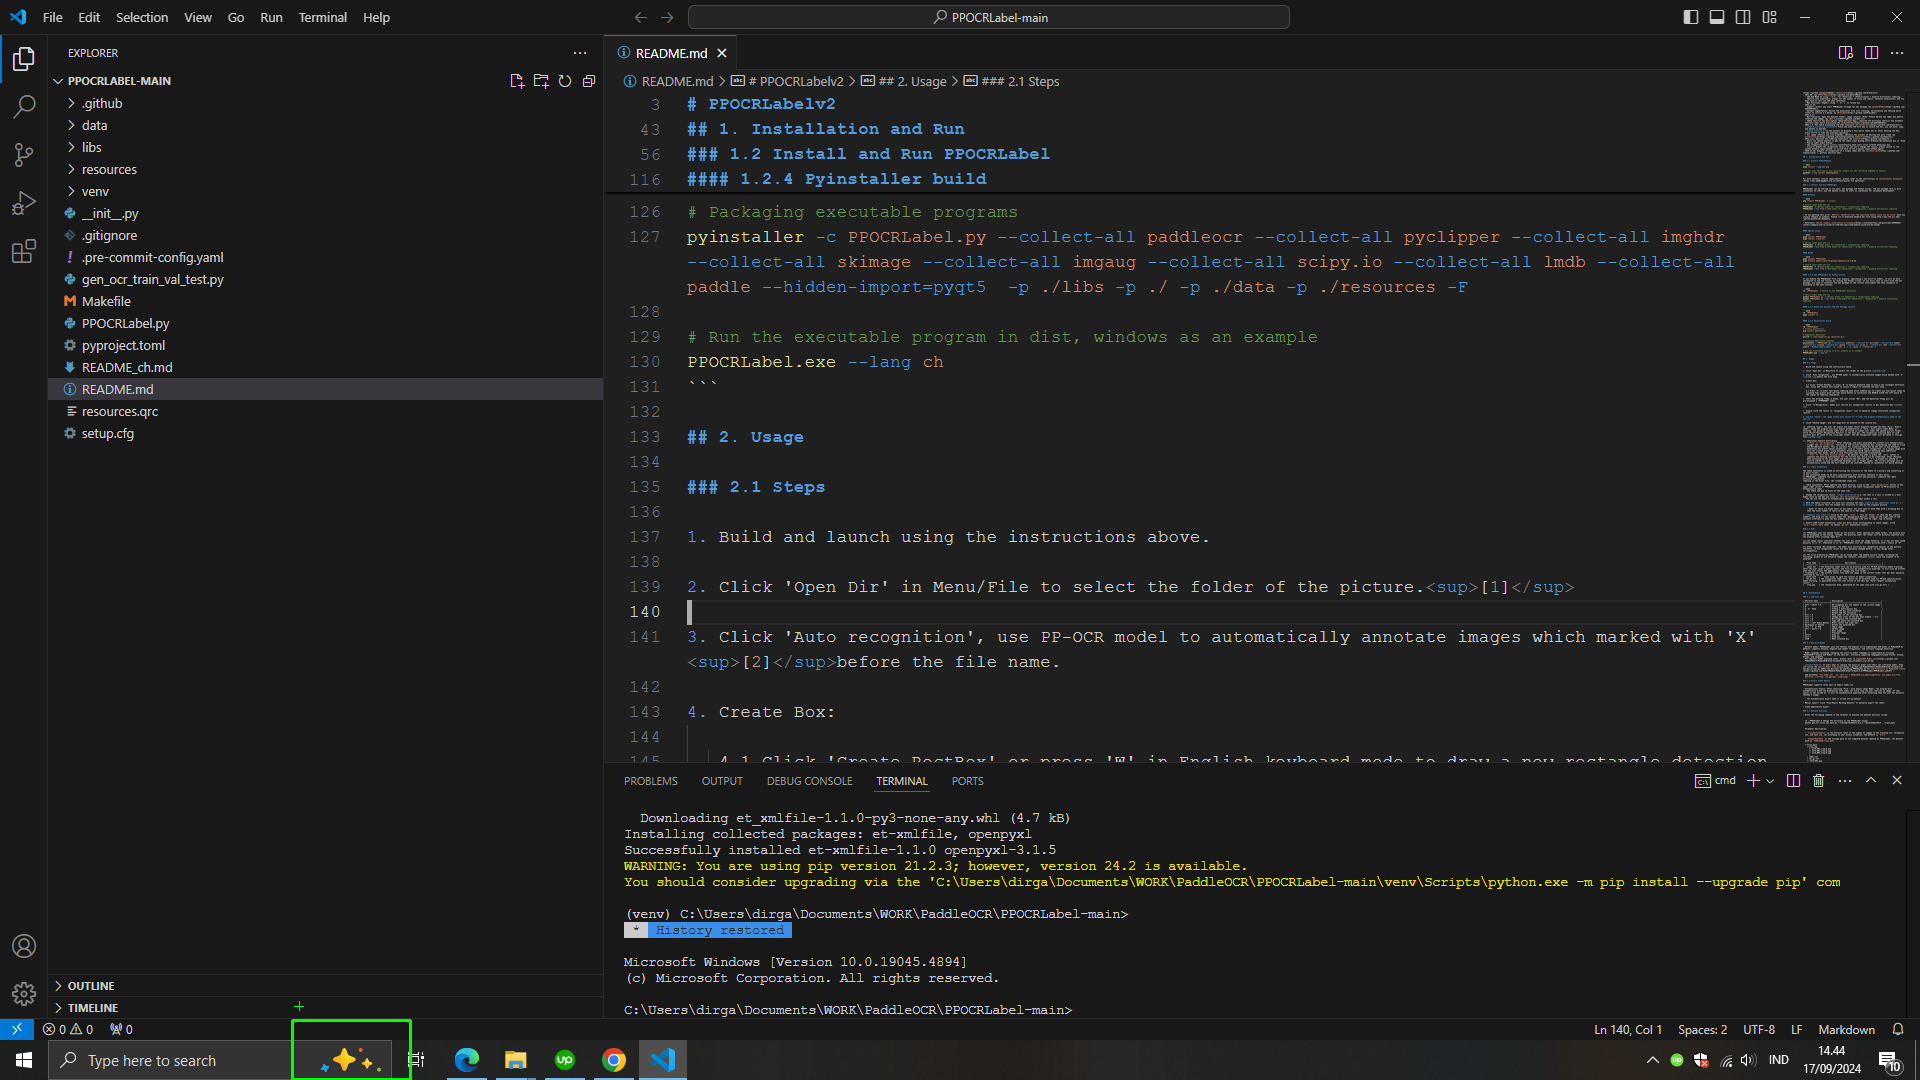 File Edit Selection View Go Run Terminal Help
PPOCRLabel-main
EXPLORER
PPOCRLABEL-MAIN
.github
data
libs
resources
venv
__init__.py
.gitignore
.pre-commit-config.yaml
gen_ocr_train_val_test.py
Makefile
PPOCRLabel.py
pyproject.toml
README_ch.md
README.md
resources.qrc
setup.cfg
OUTLINE
TIMELINE
README.md
README.md > # PPOCRLabelv2 > ## 2. Usage > ### 2.1 Steps
3 # PPOCRLabelv2
43 ## 1. Installation and Run
56 ### 1.2 Install and Run PPOCRLabel
116 #### 1.2.4 Pyinstaller build
126 # Packaging executable programs
127 pyinstaller -c PPOCRLabel.py --collect-all paddleocr --collect-all pyclipper --collect-all imghdr
--collect-all skimage --collect-all imgaug --collect-all scipy.io --collect-all lmdb --collect-all
paddle --hidden-import=pyqt5  -p ./libs -p ./ -p ./data -p ./resources -F
128
129 # Run the executable program in dist, windows as an example
130 PPOCRLabel.exe --lang ch
131 ```
132
133 ## 2. Usage
134
135 ### 2.1 Steps
136
137 1. Build and launch using the instructions above.
138
139 2. Click 'Open Dir' in Menu/File to select the folder of the picture.<sup>[1]</sup>
140
141 3. Click 'Auto recognition', use PP-OCR model to automatically annotate images which marked with 'X'
<sup>[2]</sup>before the file name.
142
143 4. Create Box:
144
145 4.1 Click 'Create RectBox' or press 'W' in English keyboard mode to draw a new rectangle detection
PROBLEMS OUTPUT DEBUG CONSOLE TERMINAL PORTS
cmd
Downloading et_xmlfile-1.1.0-py3-none-any.whl (4.7 kB)
Installing collected packages: et-xmlfile, openpyxl
Successfully installed et-xmlfile-1.1.0 openpyxl-3.1.5
WARNING: You are using pip version 21.2.3; however, version 24.2 is available.
You should consider upgrading via the 'C:\Users\dirga\Documents\WORK\PaddleOCR\PPOCRLabel-main\venv\Scripts\python.exe -m pip install --upgrade pip' com
(venv) C:\Users\dirga\Documents\WORK\PaddleOCR\PPOCRLabel-main>
* History restored
Microsoft Windows [Version 10.0.19045.4894]
(c) Microsoft Corporation. All rights reserved.
C:\Users\dirga\Documents\WORK\PaddleOCR\PPOCRLabel-main>
0 0 0
Ln 140, Col 1 Spaces: 2 UTF-8 LF Markdown
Type here to search
up
IND
14.44
17/09/2024
10